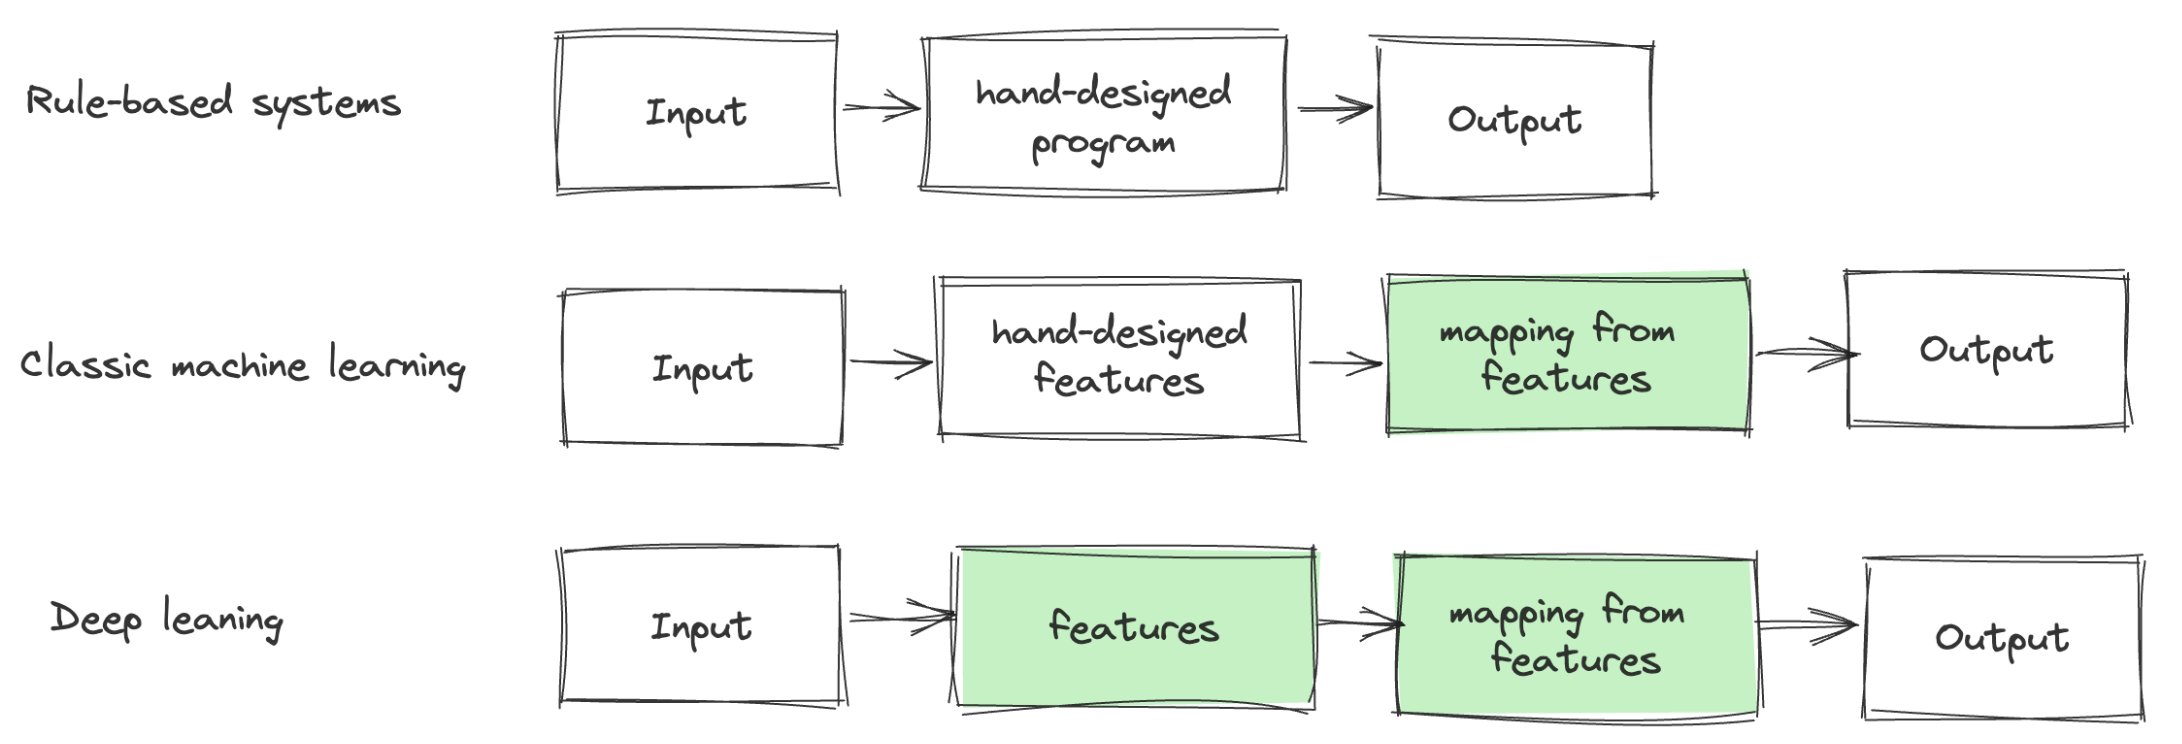 Rule-based systems
Input
hand-designed
program
Output
Classic machine learning
Input
hand-designed
features
mapping from
features
Output
Deep leaning
Input
features
mapping from
features
Output